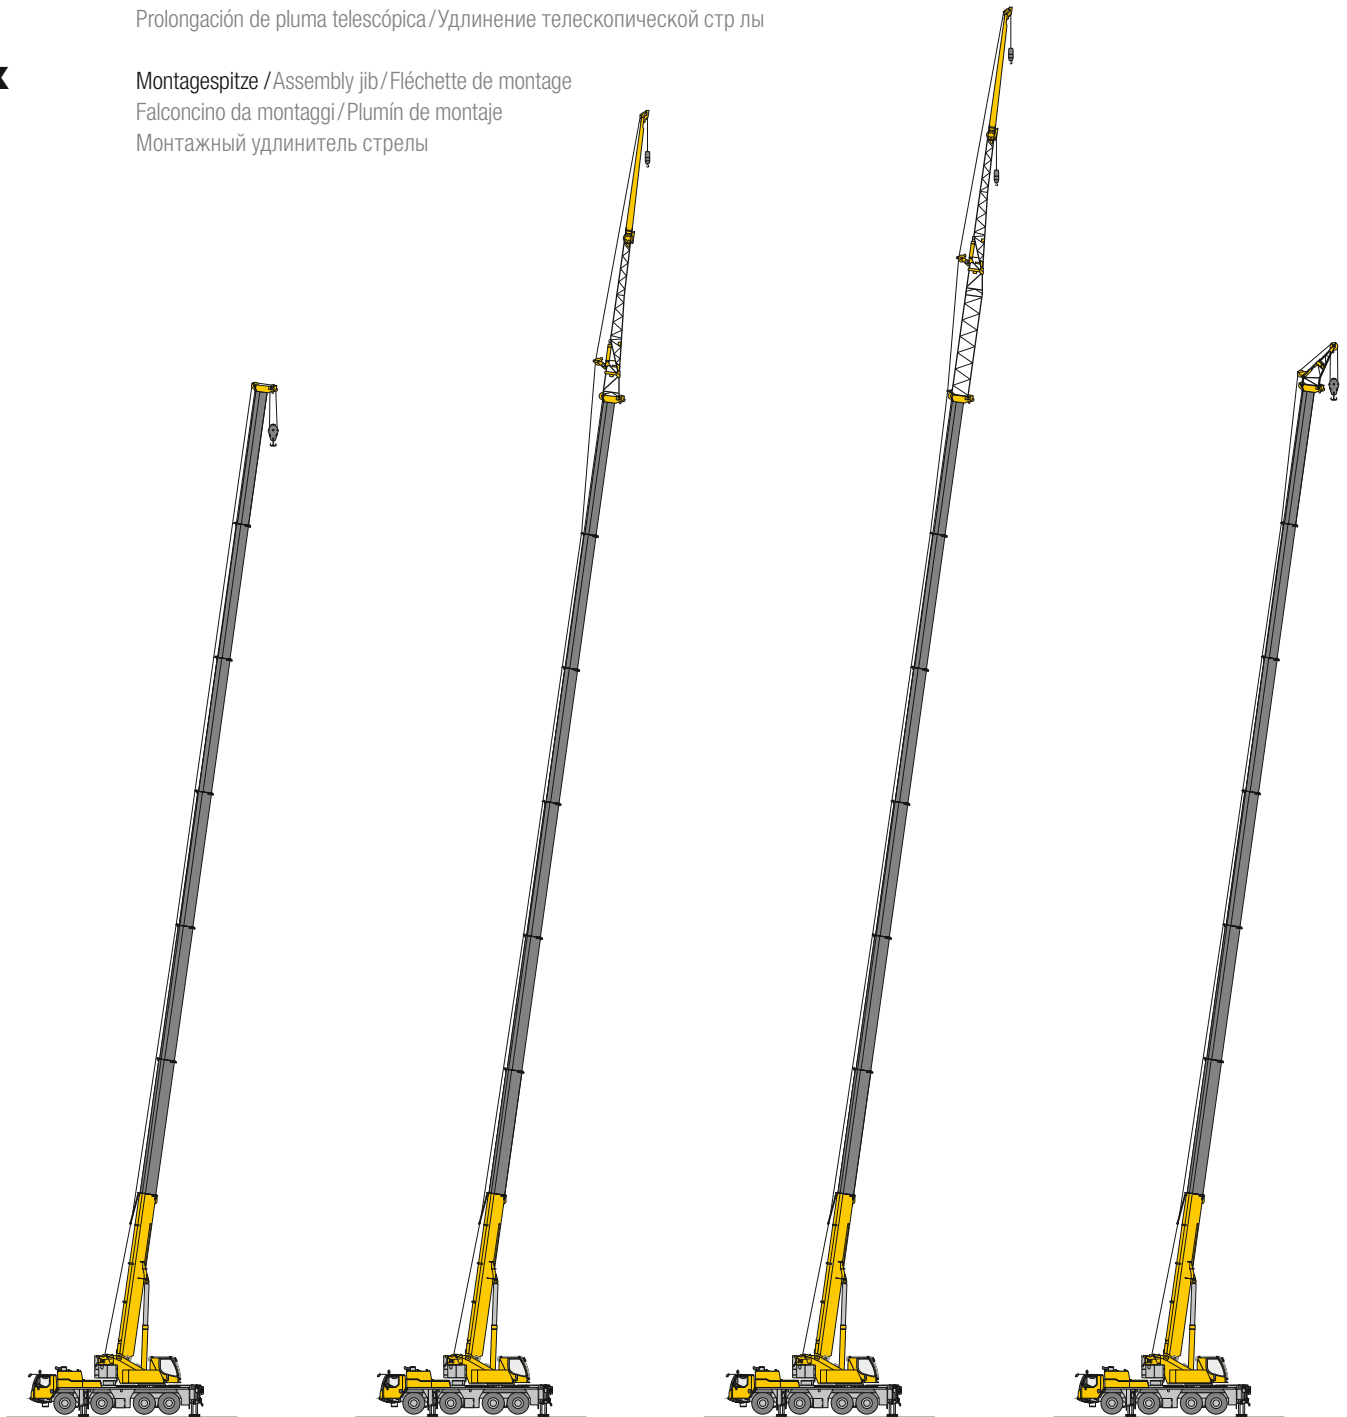 Prolongación de pluma telescópica / Удлинение телескопической стр лы
Montagespitze / Assembly jib / Fléchette de montage
Falconcino da montaggi / Plumín de montaje
Монтажный удлинитель стрелы